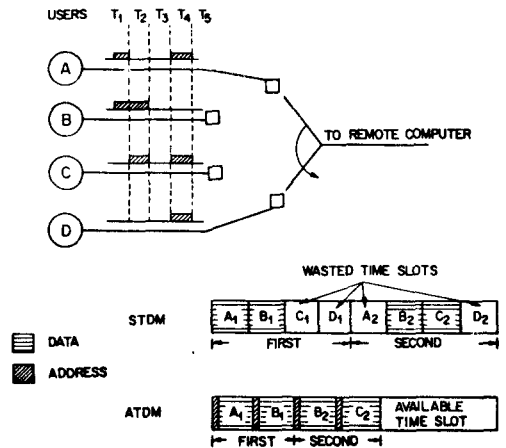 USERS T1 T2 T3 T4 T5
A
B
C
D
TO REMOTE COMPUTER
WASTED TIME SLOTS
STDM A1 B1 C1 D1 A2 B2 C2 D2
FIRST SECOND
DATA
ADDRESS
ATDM A1 B1 B2 C2 AVAILABLE TIME SLOT
FIRST SECOND